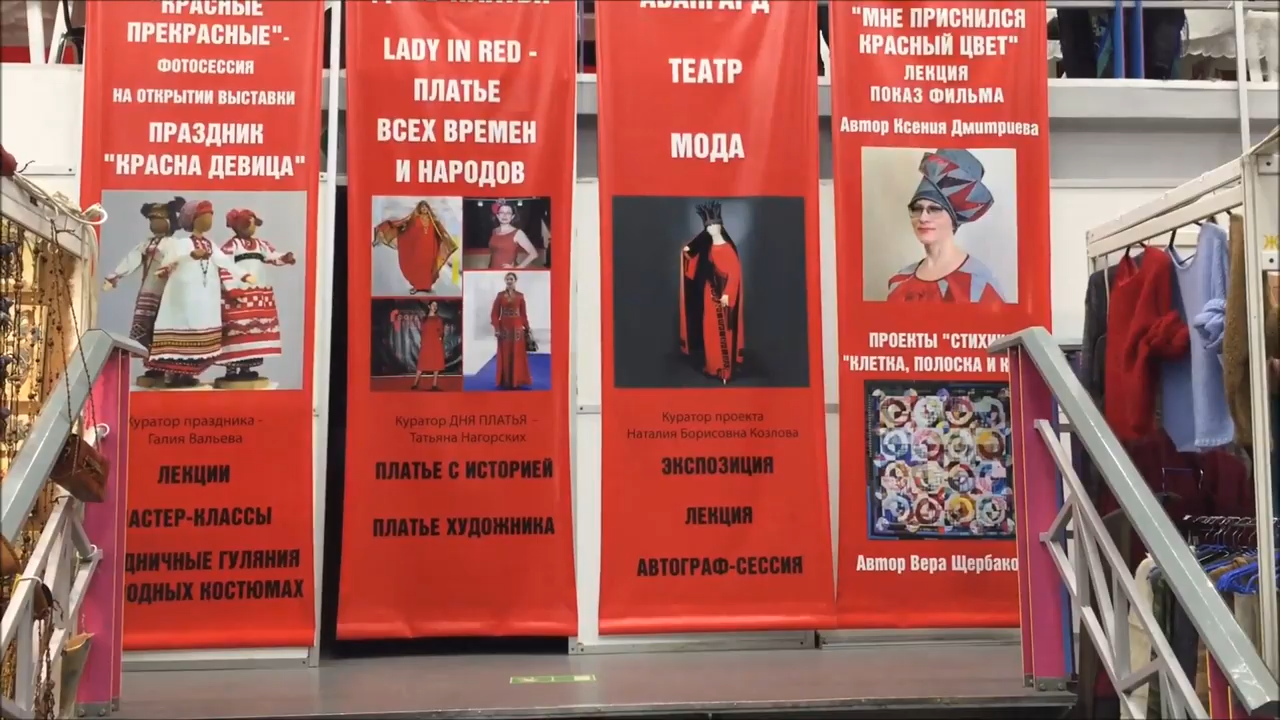 "КРАСНЫЕ
ПРЕКРАСНЫЕ"-
ФОТОСЕССИЯ
НА ОТКРЫТИИ ВЫСТАВКИ
ПРАЗДНИК
"КРАСНА ДЕВИЦА"
Куратор праздника -
Галия Вальева
ЛЕКЦИИ
АСТЕР-КЛАССЫ
ДНИЧНЫЕ ГУЛЯНИЯ
ОДНЫХ КОСТЮМАХ
LADY IN RED -
ПЛАТЬЕ
ВСЕХ ВРЕМЕН
И НАРОДОВ
Куратор ДНЯ ПЛАТЬЯ -
Татьяна Нагорских
ПЛАТЬЕ С ИСТОРИЕЙ
ПЛАТЬЕ ХУДОЖНИКА
АВАНГАРД
ТЕАТР
МОДА
Куратор проекта
Наталия Борисовна Козлова
ЭКСПОЗИЦИЯ
ЛЕКЦИЯ
АВТОГРАФ-СЕССИЯ
"МНЕ ПРИСНИЛСЯ
КРАСНЫЙ ЦВЕТ"
ЛЕКЦИЯ
ПОКАЗ ФИЛЬМА
Автор Ксения Дмитриева
ПРОЕКТЫ "СТИХИ
"КЛЕТКА, ПОЛОСКА И К
Автор Вера Щербако